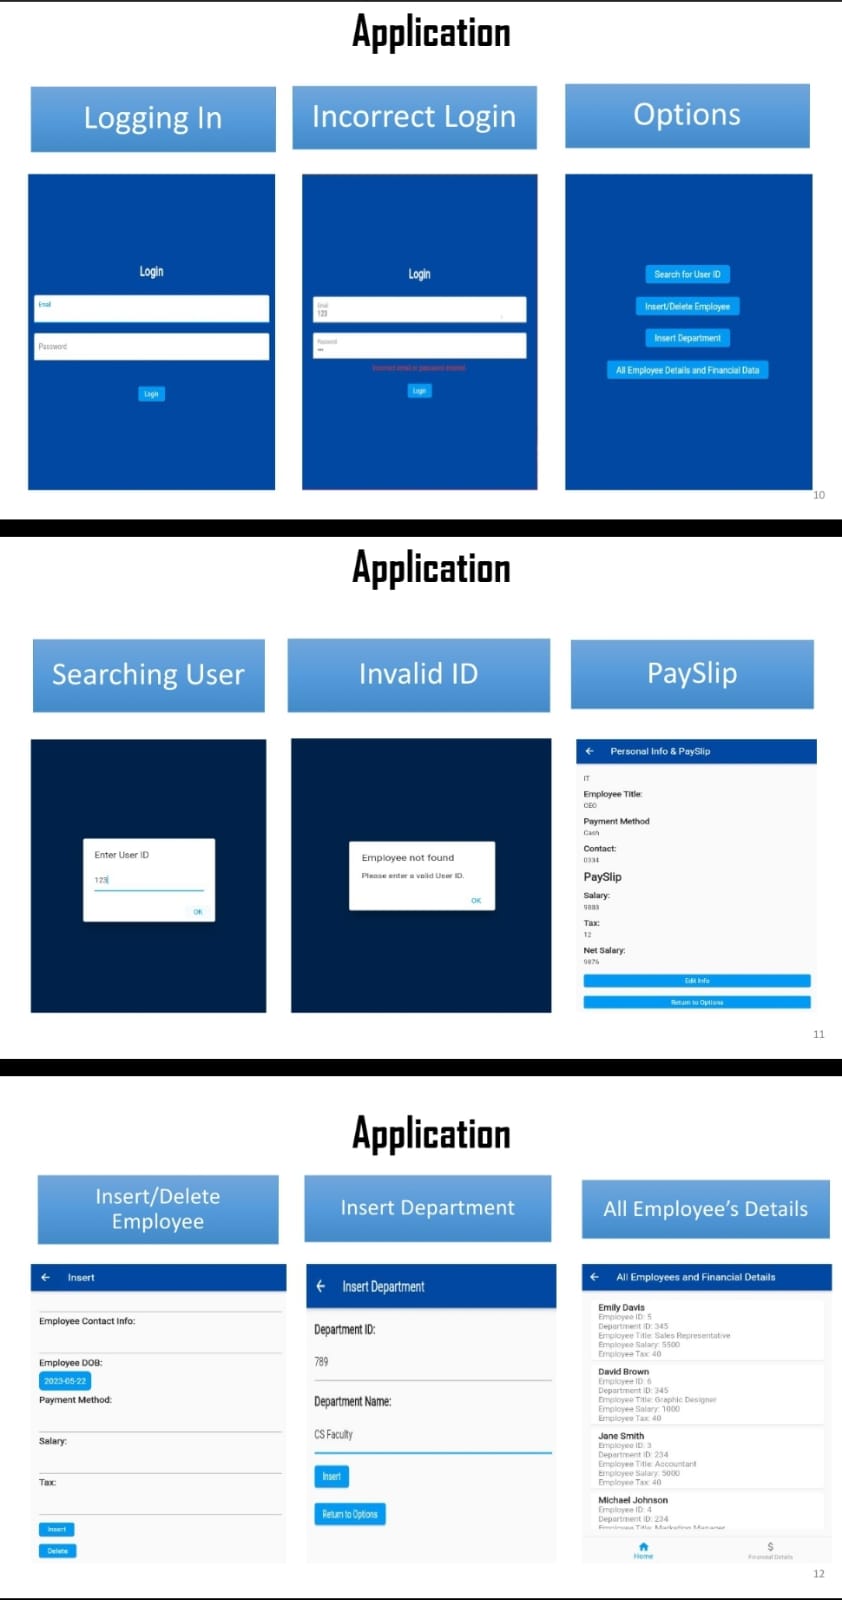 Application
Logging In
Incorrect Login
Options
Login
Email
Password
Login
Login
Email
123
Password
•••
Incorrect email or password entered
Login
Search for User ID
Insert/Delete Employee
Insert Department
All Employee Details and Financial Data
10
Application
Searching User
Invalid ID
PaySlip
Enter User ID
123
OK
Employee not found
Please enter a valid User ID.
OK
← Personal Info & PaySlip
IT
Employee Title:
CEO
Payment Method
Cash
Contact:
0334
PaySlip
Salary:
9888
Tax:
12
Net Salary:
9876
Edit Info
Return to Options
11
Application
Insert/Delete
Employee
Insert Department
All Employee’s Details
← Insert
Employee Contact Info:
Employee DOB:
2023-05-22
Payment Method:
Salary:
Tax:
Insert
Delete
← Insert Department
Department ID:
789
Department Name:
CS Faculty
Insert
Return to Options
← All Employees and Financial Details
Emily Davis
Employee ID: 5
Department ID: 345
Employee Title: Sales Representative
Employee Salary: 5500
Employee Tax: 40
David Brown
Employee ID: 6
Department ID: 345
Employee Title: Graphic Designer
Employee Salary: 1000
Employee Tax: 40
Jane Smith
Employee ID: 3
Department ID: 234
Employee Title: Accountant
Employee Salary: 5000
Employee Tax: 40
Michael Johnson
Employee ID: 4
Department ID: 234
Employee Title: Marketing Manager
Home
$
Financial Details
12